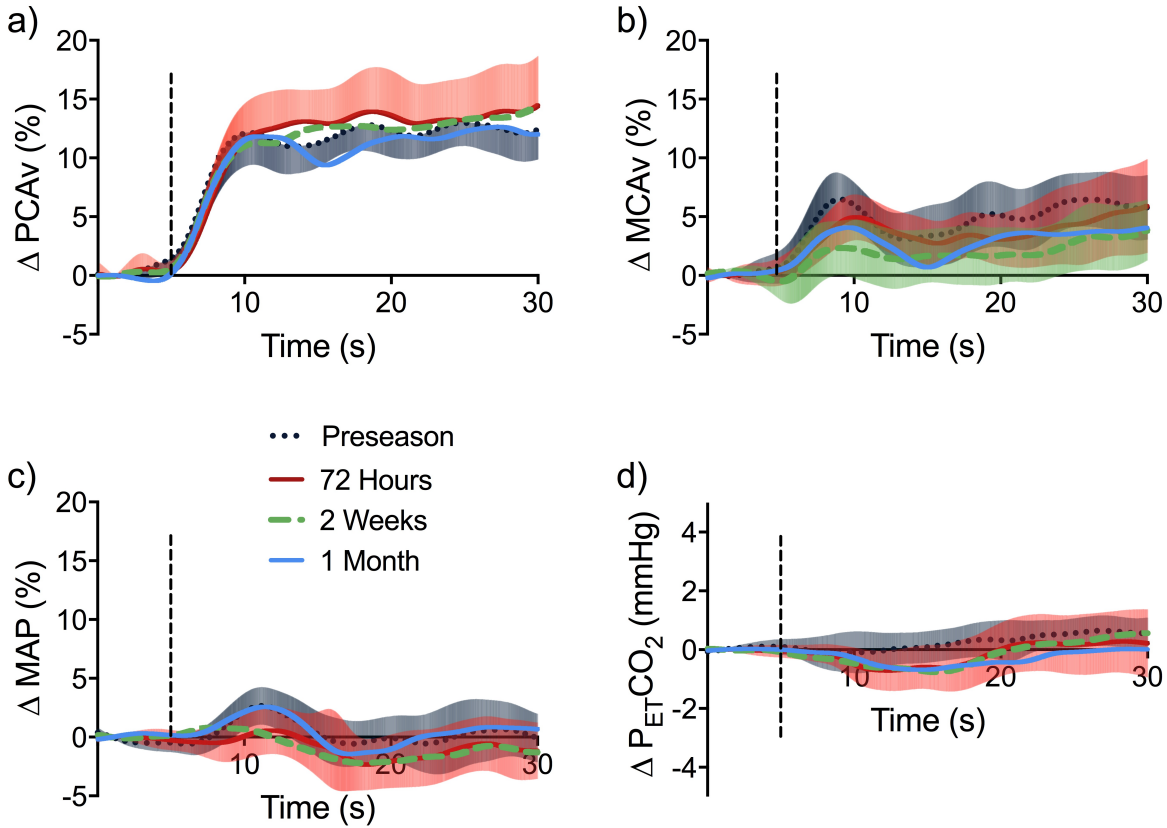 a)
Δ PCAv (%)
20
15
10
5
0
-5
10
20
30
Time (s)
b)
Δ MCAv (%)
20
15
10
5
0
-5
10
20
30
Time (s)
Preseason
72 Hours
2 Weeks
1 Month
c)
Δ MAP (%)
20
15
10
5
0
-5
10
20
30
Time (s)
d)
Δ PETCO2 (mmHg)
4
2
0
-2
-4
10
20
30
Time (s)